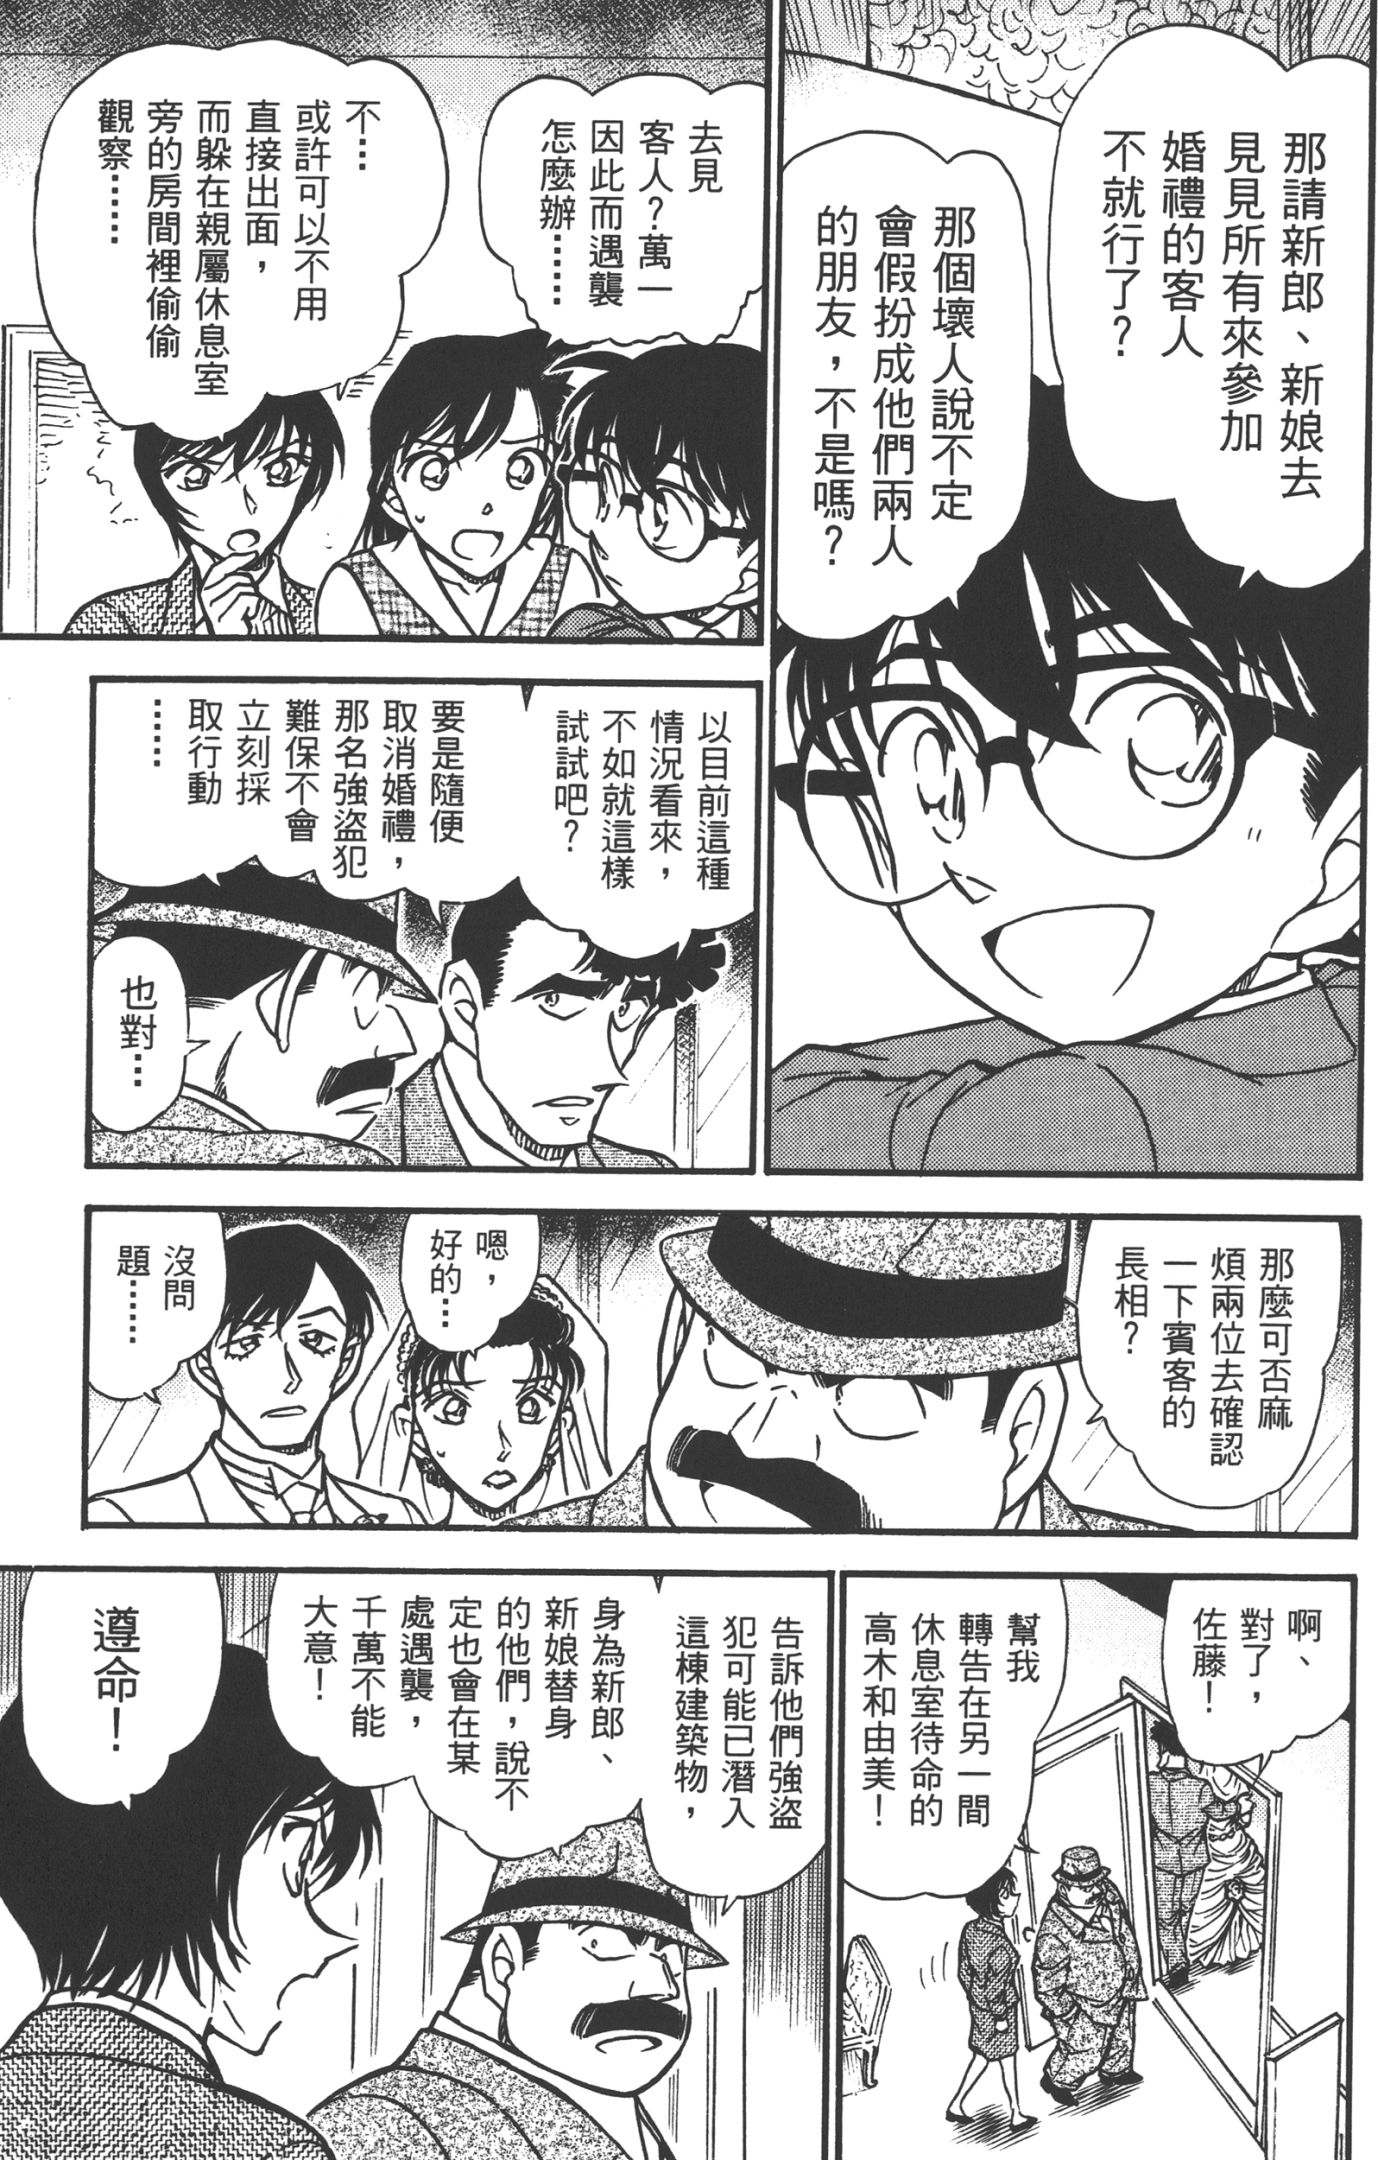 那請新郎、新娘去
見見所有來參加
婚禮的客人
不就行了？
那個壞人說不定
會假扮成他們兩人
的朋友，不是嗎？
去見
客人？萬一
因此而遇襲
怎麼辦……
不…
或許可以不用
直接出面，
而躲在親屬休息室
旁的房間裡偷偷
觀察……
以目前這種
情況看來，
不如就這樣
試試吧？
要是隨便
取消婚禮，
那名強盜犯
難保不會
立刻採
取行動
……
也對…
那麼可否麻
煩兩位去確認
一下賓客的
長相？
嗯，
好的…
沒問
題……
啊、
對了，
佐藤！
幫我
轉告在另一間
休息室待命的
高木和由美！
告訴他們強盜
犯可能已潛入
這棟建築物，
身為新郎、
新娘替身
的他們，說不
定也會在某
處遇襲，
千萬不能
大意！
遵命！